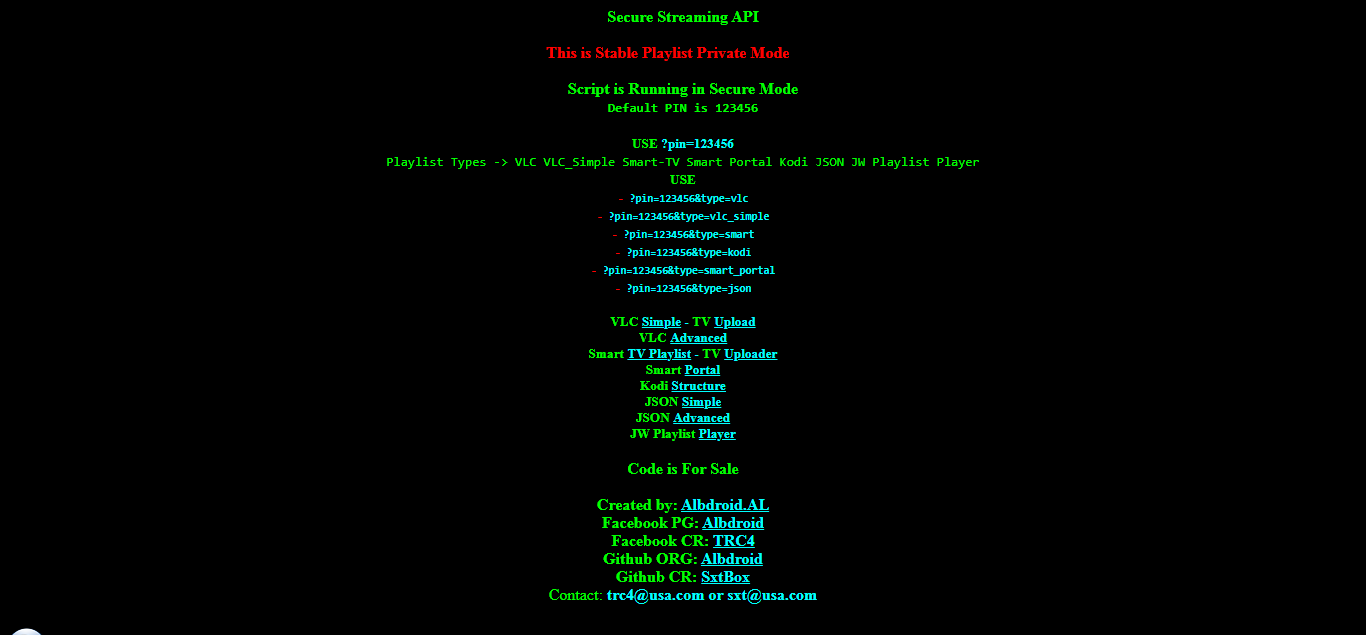 Secure Streaming API
This is Stable Playlist Private Mode
Script is Running in Secure Mode
Default PIN is 123456
USE ?pin=123456
Playlist Types -> VLC VLC_Simple Smart-TV Smart Portal Kodi JSON JW Playlist Player
USE
- ?pin=123456&type=vlc
- ?pin=123456&type=vlc_simple
- ?pin=123456&type=smart
- ?pin=123456&type=kodi
- ?pin=123456&type=smart_portal
- ?pin=123456&type=json
VLC Simple - TV Upload
VLC Advanced
Smart TV Playlist - TV Uploader
Smart Portal
Kodi Structure
JSON Simple
JSON Advanced
JW Playlist Player
Code is For Sale
Created by: Albdroid.AL
Facebook PG: Albdroid
Facebook CR: TRC4
Github ORG: Albdroid
Github CR: SxtBox
Contact: trc4@usa.com or sxt@usa.com